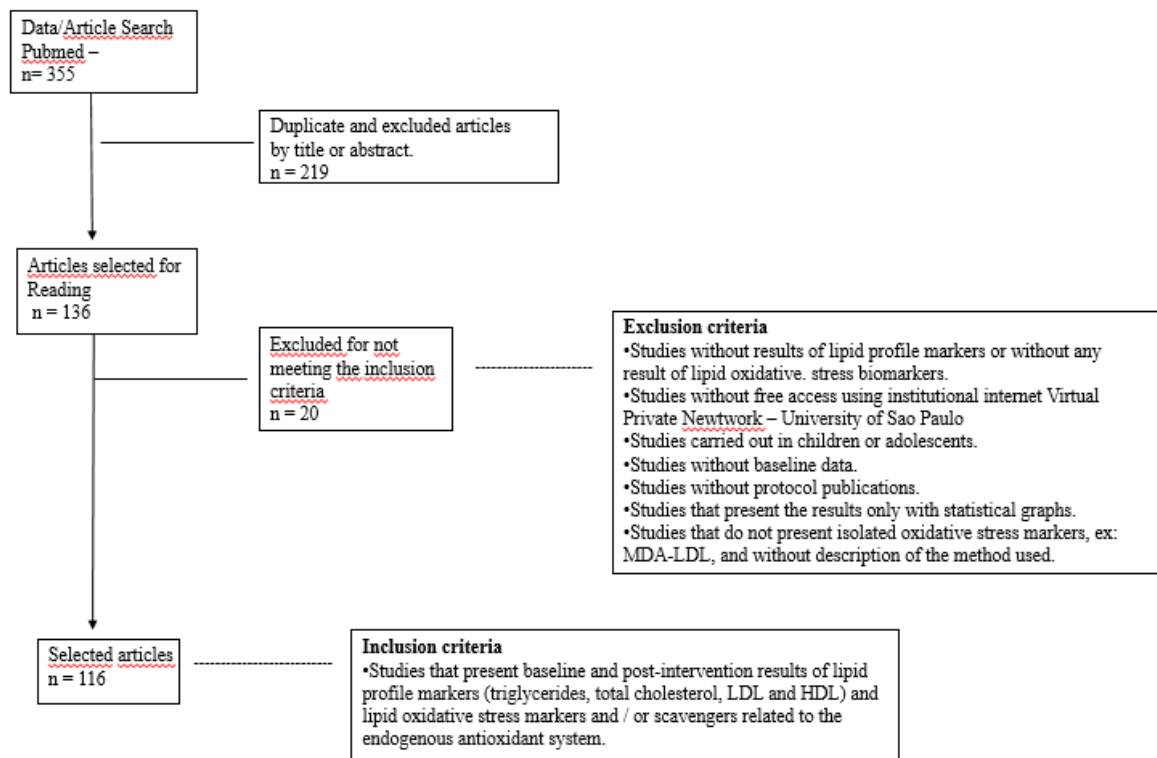 Data/Article Search
Pubmed –
n= 355
Duplicate and excluded articles
by title or abstract.
n = 219
Articles selected for
Reading
n = 136
Excluded for not
meeting the inclusion
criteria
n = 20
Exclusion criteria
•Studies without results of lipid profile markers or without any
result of lipid oxidative. stress biomarkers.
•Studies without free access using institutional internet Virtual
Private Newtwork – University of Sao Paulo
•Studies carried out in children or adolescents.
•Studies without baseline data.
•Studies without protocol publications.
•Studies that present the results only with statistical graphs.
•Studies that do not present isolated oxidative stress markers, ex:
MDA-LDL, and without description of the method used.
Selected articles
n = 116
Inclusion criteria
•Studies that present baseline and post-intervention results of lipid
profile markers (triglycerides, total cholesterol, LDL and HDL) and
lipid oxidative stress markers and / or scavengers related to the
endogenous antioxidant system.